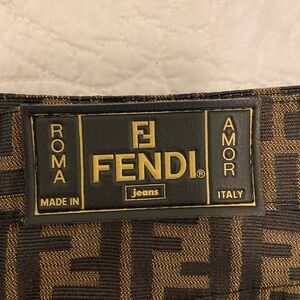 ROMA
MADE IN
FENDI®
jeans
AMOR
ITALY